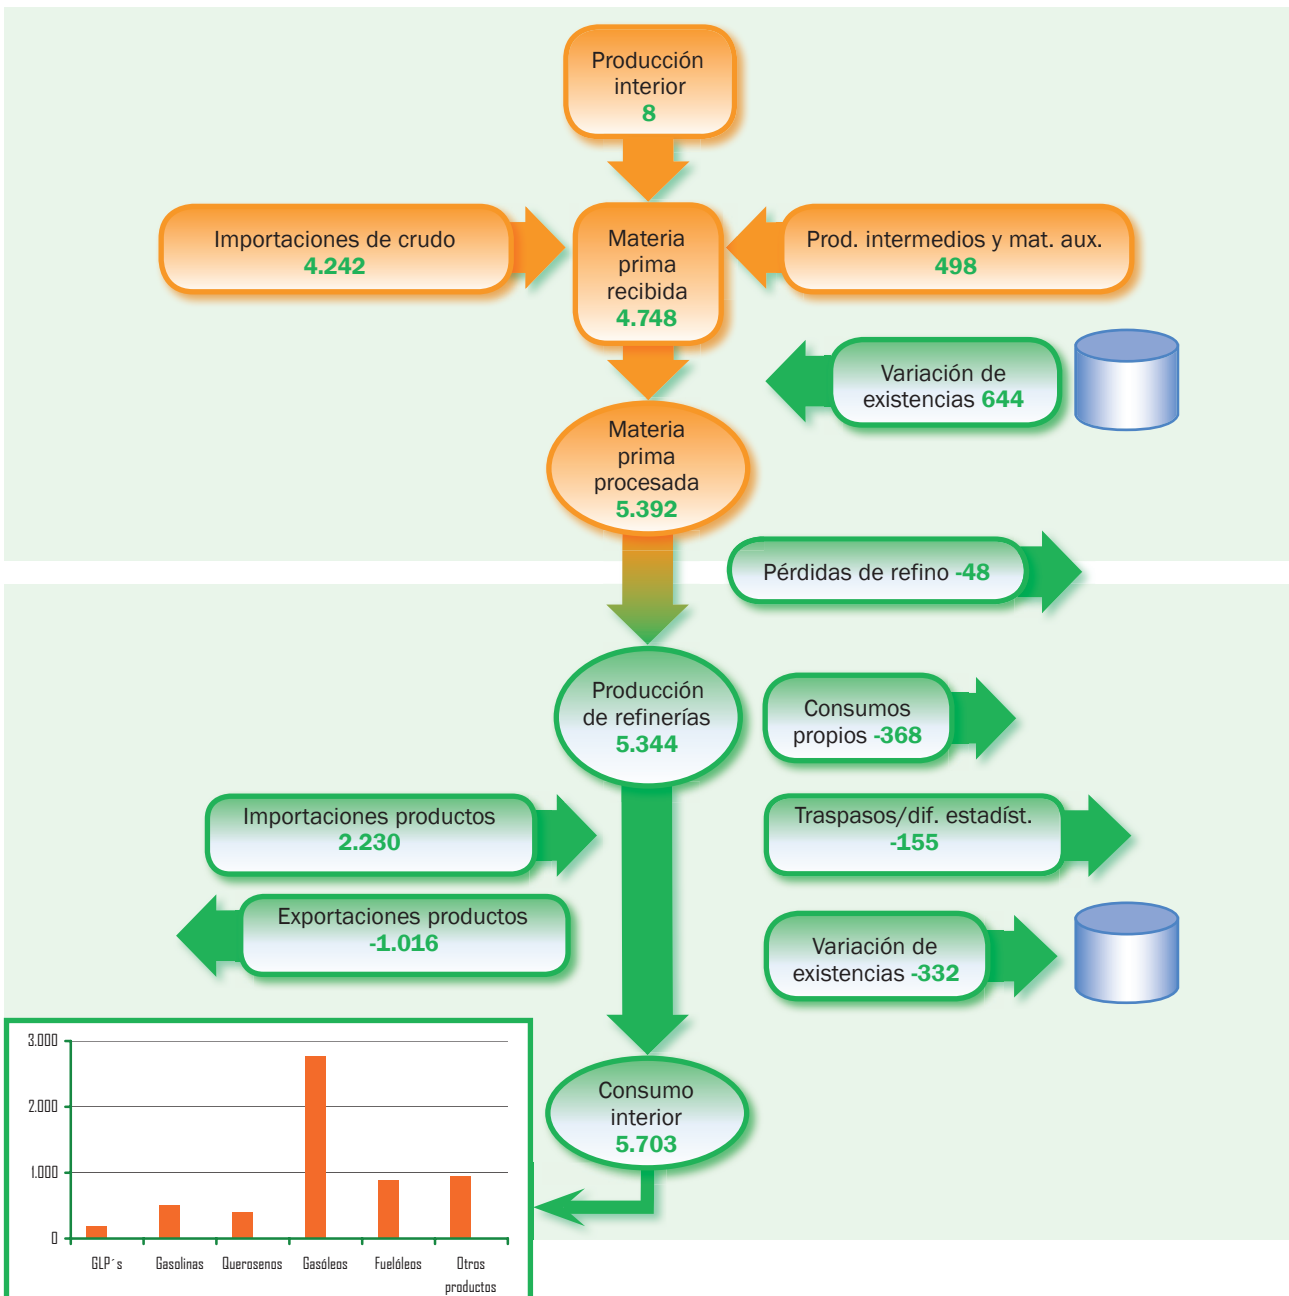 Producción
interior
8
Importaciones de crudo
4.242
Materia
prima
recibida
4.748
Prod. intermedios y mat. aux.
498
Variación de
existencias 644
Materia
prima
procesada
5.392
Pérdidas de refino -48
Producción
de refinerías
5.344
Consumos
propios -368
Importaciones productos
2.230
Traspasos/dif. estadíst.
-155
Exportaciones productos
-1.016
Variación de
existencias -332
Consumo
interior
5.703
3.000
2.000
1.000
0
GLP´s
Gasolinas
Querosenos
Gasóleos
Fuelóleos
Otros
productos